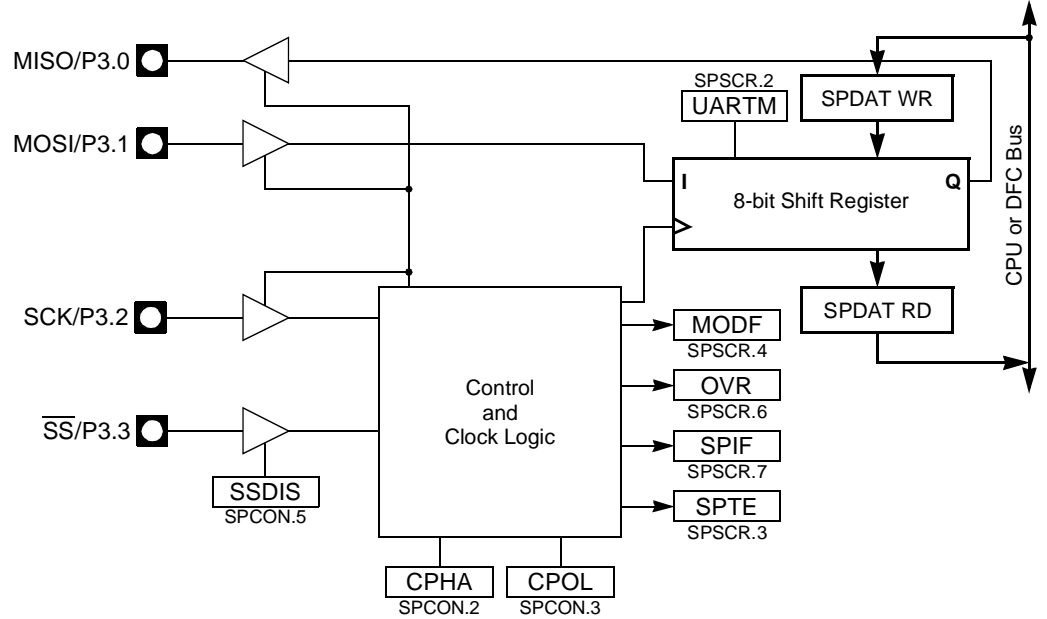 MISO/P3.0
SPSCR.2
UARTM
SPDAT WR
MOSI/P3.1
I
Q
8-bit Shift Register
CPU or DFC Bus
SPDAT RD
SCK/P3.2
MODF
SPSCR.4
Control
and
Clock Logic
OVR
SPSCR.6
SS/P3.3
SPIF
SPSCR.7
SSDIS
SPCON.5
SPTE
SPSCR.3
CPHA
SPCON.2
CPOL
SPCON.3